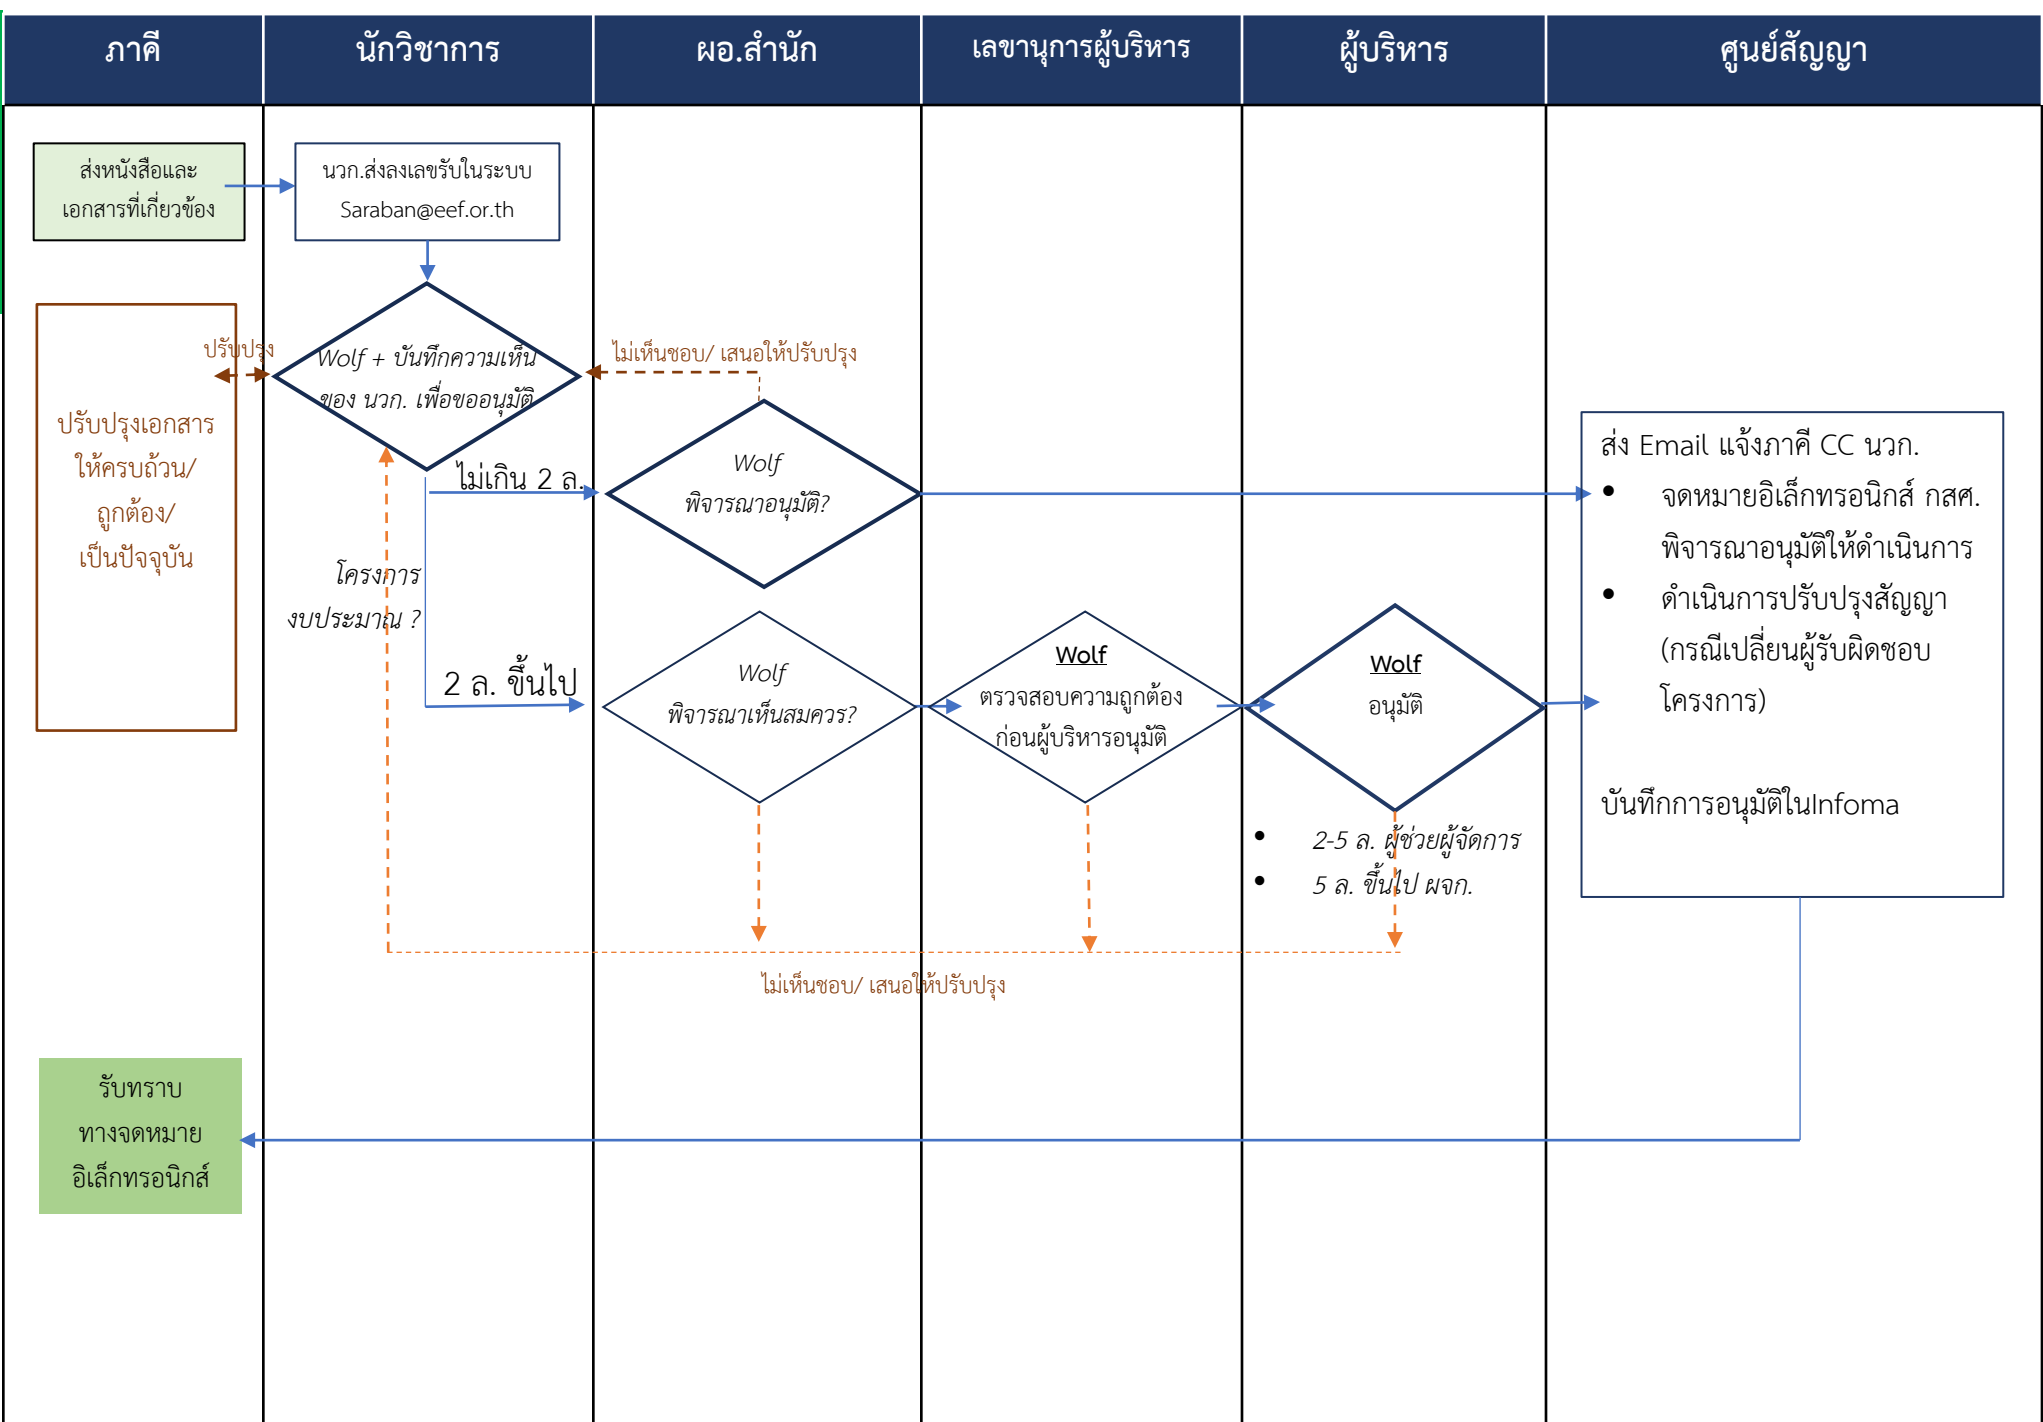 ภาคี
นักวิชาการ
ผอ.สำนัก
เลขานุการผู้บริหาร
ผู้บริหาร
ศูนย์สัญญา
ส่งหนังสือและ
เอกสารที่เกี่ยวข้อง
นวก.ส่งลงเลขรับในระบบ
Saraban@eef.or.th
ปรับปรุง
ปรับปรุงเอกสาร
ให้ครบถ้วน/
ถูกต้อง/
เป็นปัจจุบัน
Wolf + บันทึกความเห็น
ของ นวก. เพื่อขออนุมัติ
ไม่เห็นชอบ/ เสนอให้ปรับปรุง
ไม่เกิน 2 ล.
Wolf
พิจารณาอนุมัติ?
โครงการ
งบประมาณ ?
2 ล. ขึ้นไป
Wolf
พิจารณาเห็นสมควร?
Wolf
ตรวจสอบความถูกต้อง
ก่อนผู้บริหารอนุมัติ
Wolf
อนุมัติ
• 2-5 ล. ผู้ช่วยผู้จัดการ
• 5 ล. ขึ้นไป ผจก.
ส่ง Email แจ้งภาคี CC นวก.
• จดหมายอิเล็กทรอนิกส์ กสศ.
พิจารณาอนุมัติให้ดำเนินการ
• ดำเนินการปรับปรุงสัญญา
(กรณีเปลี่ยนผู้รับผิดชอบ
โครงการ)
บันทึกการอนุมัติในInfoma
ไม่เห็นชอบ/ เสนอให้ปรับปรุง
รับทราบ
ทางจดหมาย
อิเล็กทรอนิกส์